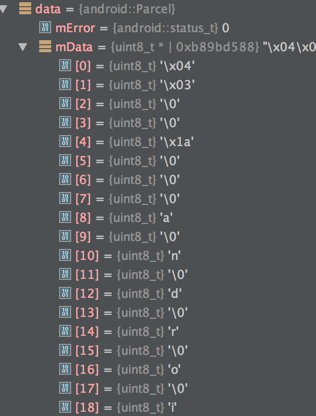 data = {android::Parcel}
mError = {android::status_t} 0
mData = {uint8_t * | 0xb89bd588} "\x04\x0
[0] = {uint8_t} '\x04'
[1] = {uint8_t} '\x03'
[2] = {uint8_t} '\0'
[3] = {uint8_t} '\0'
[4] = {uint8_t} '\x1a'
[5] = {uint8_t} '\0'
[6] = {uint8_t} '\0'
[7] = {uint8_t} '\0'
[8] = {uint8_t} 'a'
[9] = {uint8_t} '\0'
[10] = {uint8_t} 'n'
[11] = {uint8_t} '\0'
[12] = {uint8_t} 'd'
[13] = {uint8_t} '\0'
[14] = {uint8_t} 'r'
[15] = {uint8_t} '\0'
[16] = {uint8_t} 'o'
[17] = {uint8_t} '\0'
[18] = {uint8_t} 'i'